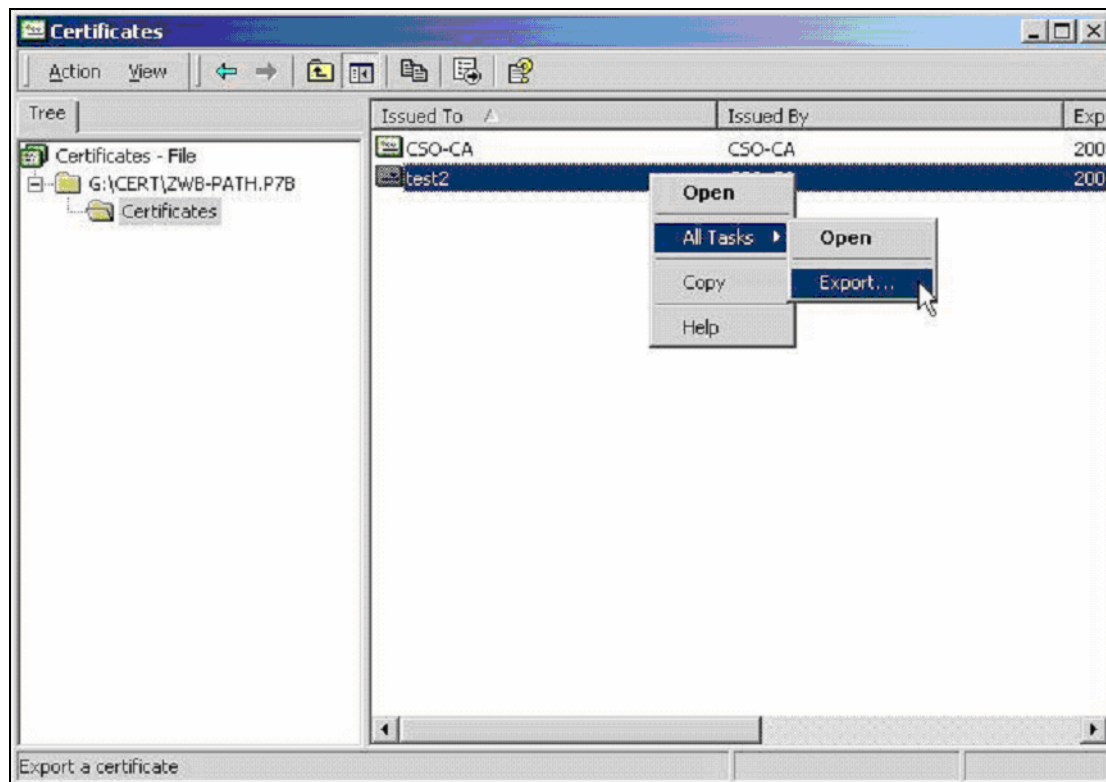 Certificates
Action View
Tree
Issued To Issued By Exp
Certificates - File
G:\CERT\ZWB-PATH.P7B
Certificates
CSO-CA CSO-CA 200
test2 200
Open
All Tasks
Copy
Help
Open
Export...
Export a certificate